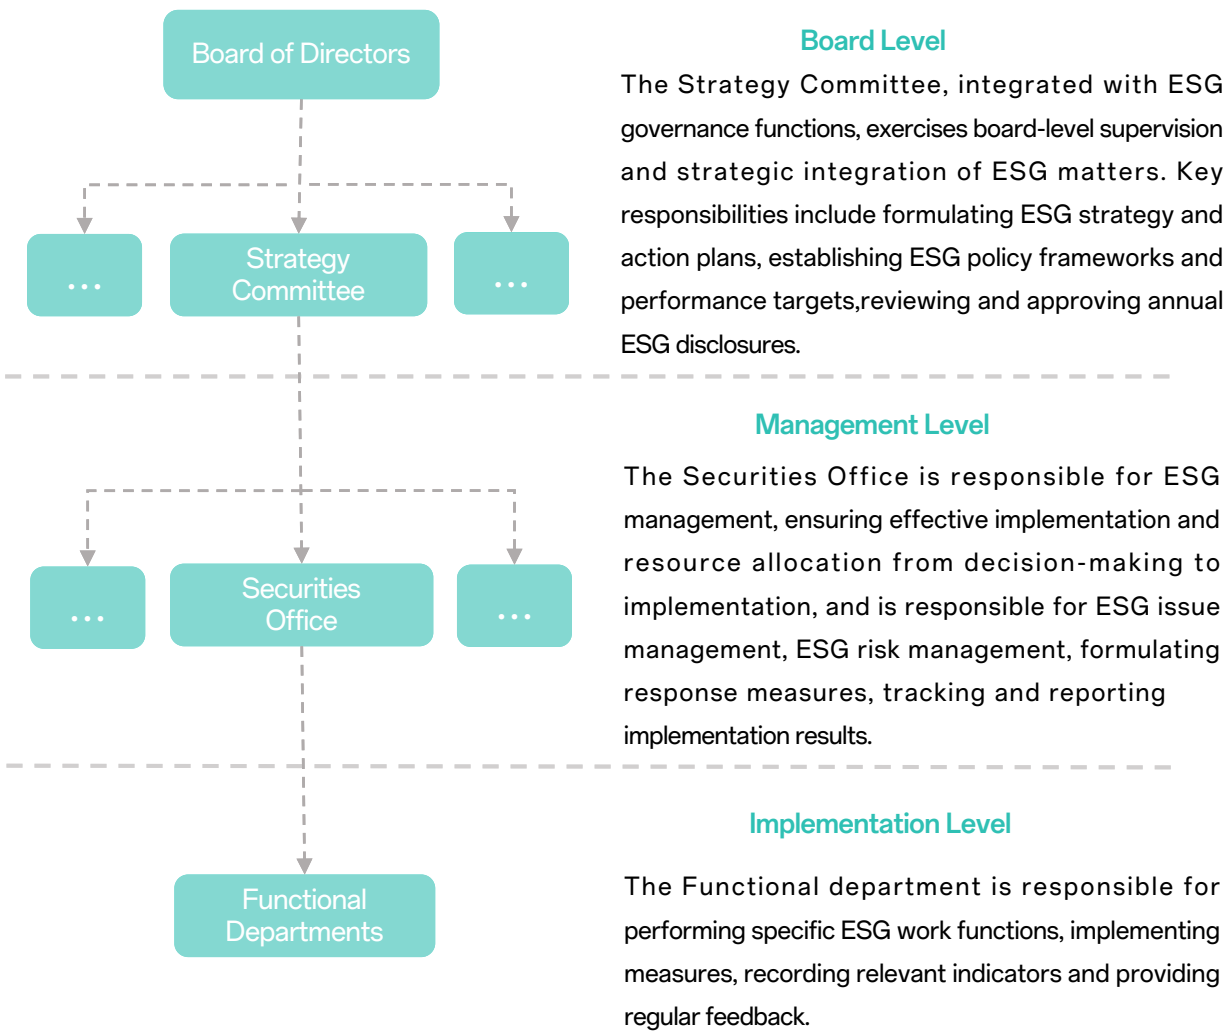 Board of Directors
...
Strategy
Committee
...
Board Level
The Strategy Committee, integrated with ESG
governance functions, exercises board-level supervision
and strategic integration of ESG matters. Key
responsibilities include formulating ESG strategy and
action plans, establishing ESG policy frameworks and
performance targets,reviewing and approving annual
ESG disclosures.
...
Securities
Office
...
Management Level
The Securities Office is responsible for ESG
management, ensuring effective implementation and
resource allocation from decision-making to
implementation, and is responsible for ESG issue
management, ESG risk management, formulating
response measures, tracking and reporting
implementation results.
Functional
Departments
Implementation Level
The Functional department is responsible for
performing specific ESG work functions, implementing
measures, recording relevant indicators and providing
regular feedback.